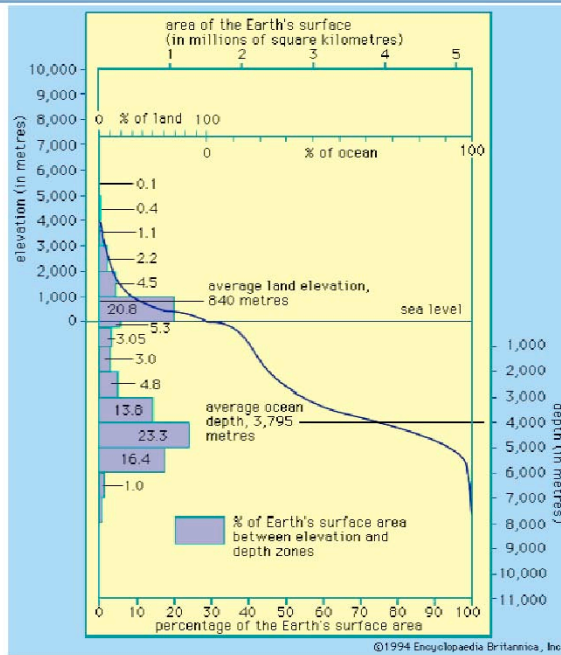 area of the Earth's surface
(in millions of square kilometres)
1 2 3 4 5
10,000
9,000
8,000
7,000
6,000
5,000
4,000
3,000
2,000
1,000
0
elevation (in metres)
0 % of land 100
0 % of ocean 100
0.1
0.4
1.1
2.2
4.5
20.8
average land elevation,
840 metres
sea level
5.3
3.05
3.0
4.8
13.8
23.3
16.4
1.0
average ocean
depth, 3,795
metres
1,000
2,000
3,000
4,000
5,000
6,000
7,000
8,000
9,000
10,000
11,000
depth (in metres)
% of Earth's surface area
between elevation and
depth zones
0 10 20 30 40 50 60 70 80 90 100
percentage of the Earth's surface area
©1994 Encyclopaedia Britannica, Inc